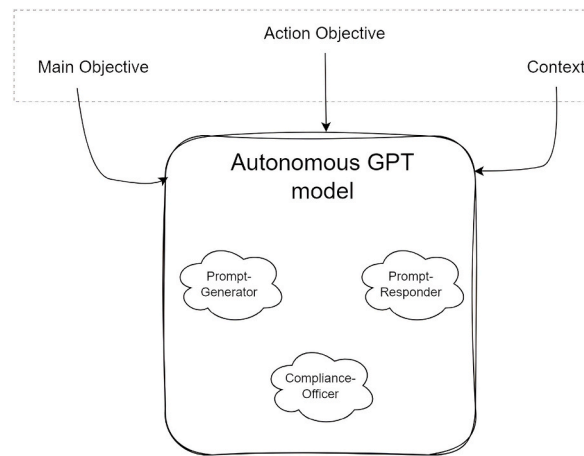 Action Objective
Main Objective
Context
Autonomous GPT
model
Prompt-
Generator
Prompt-
Responder
Compliance-
Officer